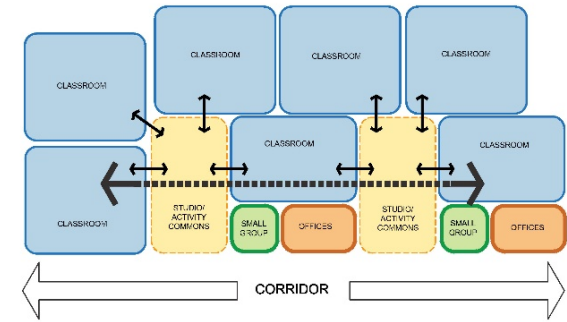 CLASSROOM
CLASSROOM
CLASSROOM
CLASSROOM
CLASSROOM
CLASSROOM
CLASSROOM
STUDIO/
ACTIVITY
COMMONS
SMALL
GROUP
OFFICES
STUDIO/
ACTIVITY
COMMONS
SMALL
GROUP
OFFICES
CORRIDOR